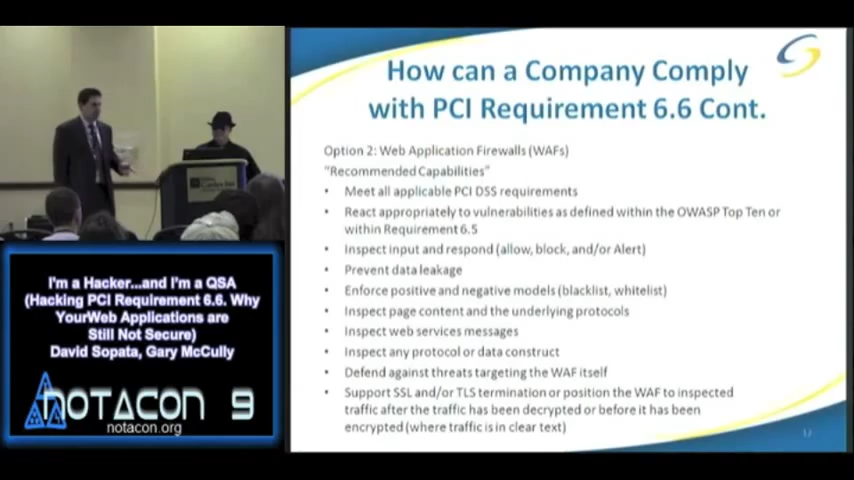 How can a Company Comply
with PCI Requirement 6.6 Cont.
Option 2: Web Application Firewalls (WAFs)
"Recommended Capabilities"
• Meet all applicable PCI DSS requirements
• React appropriately to vulnerabilities as defined within the OWASP Top Ten or
within Requirement 6.5
• Inspect input and respond (allow, block, and/or Alert)
• Prevent data leakage
• Enforce positive and negative models (blacklist, whitelist)
• Inspect page content and the underlying protocols
• Inspect web services messages
• Inspect any protocol or data construct
• Defend against threats targeting the WAF itself
• Support SSL and/or TLS termination or position the WAF to inspected
traffic after the traffic has been decrypted or before it has been
encrypted (where traffic is in clear text)
I'm a Hacker...and I'm a QSA
(Hacking PCI Requirement 6.6. Why
YourWeb Applications are
Still Not Secure)
David Sopata, Gary McCully
NOTACON 9
notacon.org